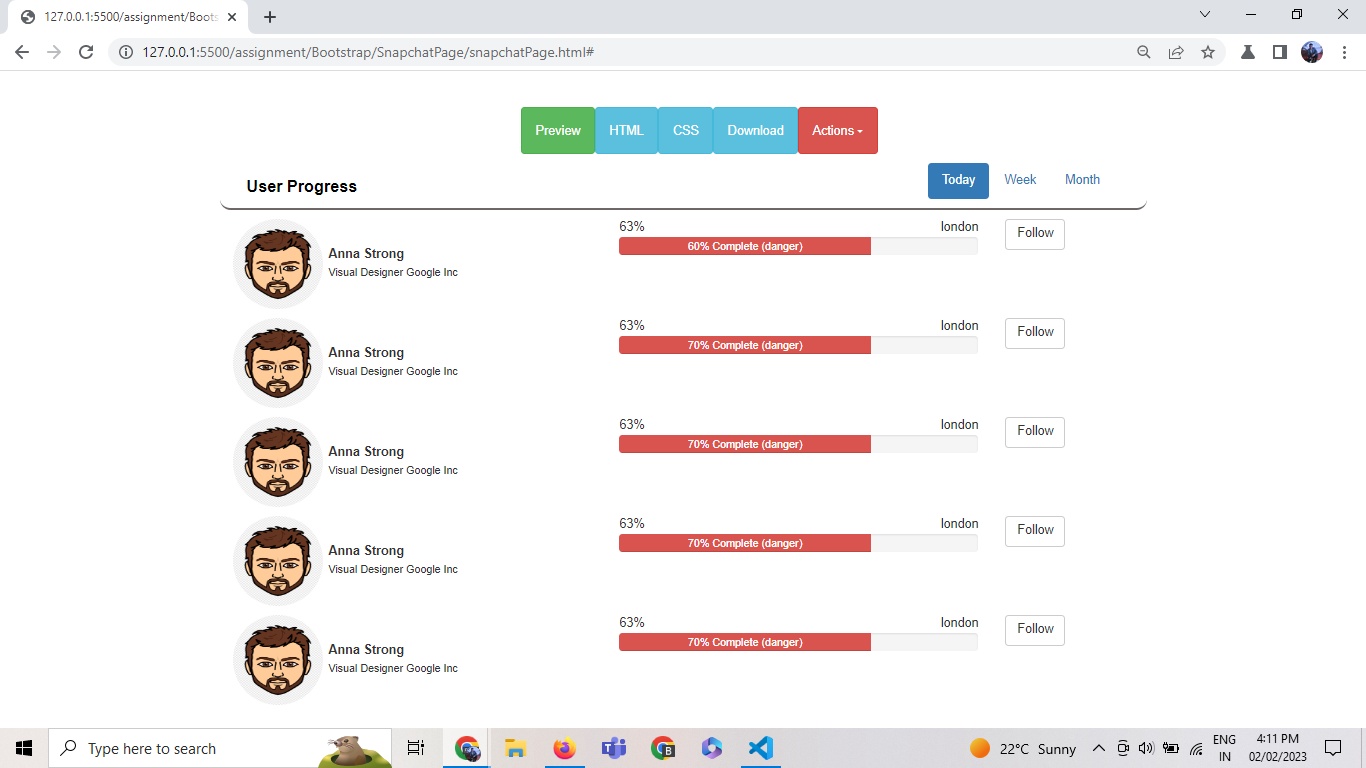 127.0.0.1:5500/assignment/Boots
127.0.0.1:5500/assignment/Bootstrap/SnapchatPage/snapchatPage.html#
Preview HTML CSS Download Actions
User Progress
Today Week Month
63% london
Follow
60% Complete (danger)
Anna Strong
Visual Designer Google Inc
63% london
Follow
70% Complete (danger)
Anna Strong
Visual Designer Google Inc
63% london
Follow
70% Complete (danger)
Anna Strong
Visual Designer Google Inc
63% london
Follow
70% Complete (danger)
Anna Strong
Visual Designer Google Inc
63% london
Follow
70% Complete (danger)
Anna Strong
Visual Designer Google Inc
Type here to search
B
22°C Sunny
ENG
IN
4:11 PM
02/02/2023